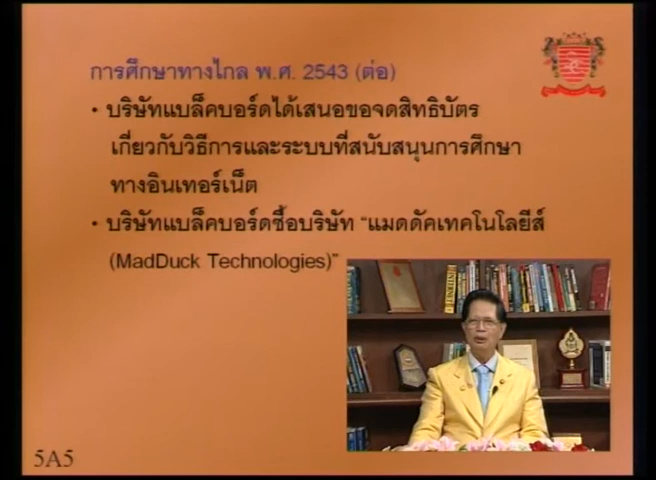 การศึกษาทางไกล พ.ศ. 2543 (ต่อ)
• บริษัทแบล็คบอร์ดได้เสนอขอจดสิทธิบัตร
เกี่ยวกับวิธีการและระบบที่สนับสนุนการศึกษา
ทางอินเทอร์เน็ต
• บริษัทแบล็คบอร์ดซื้อบริษัท “แมดดัคเทคโนโลยีส์
(MadDuck Technologies)”
5A5